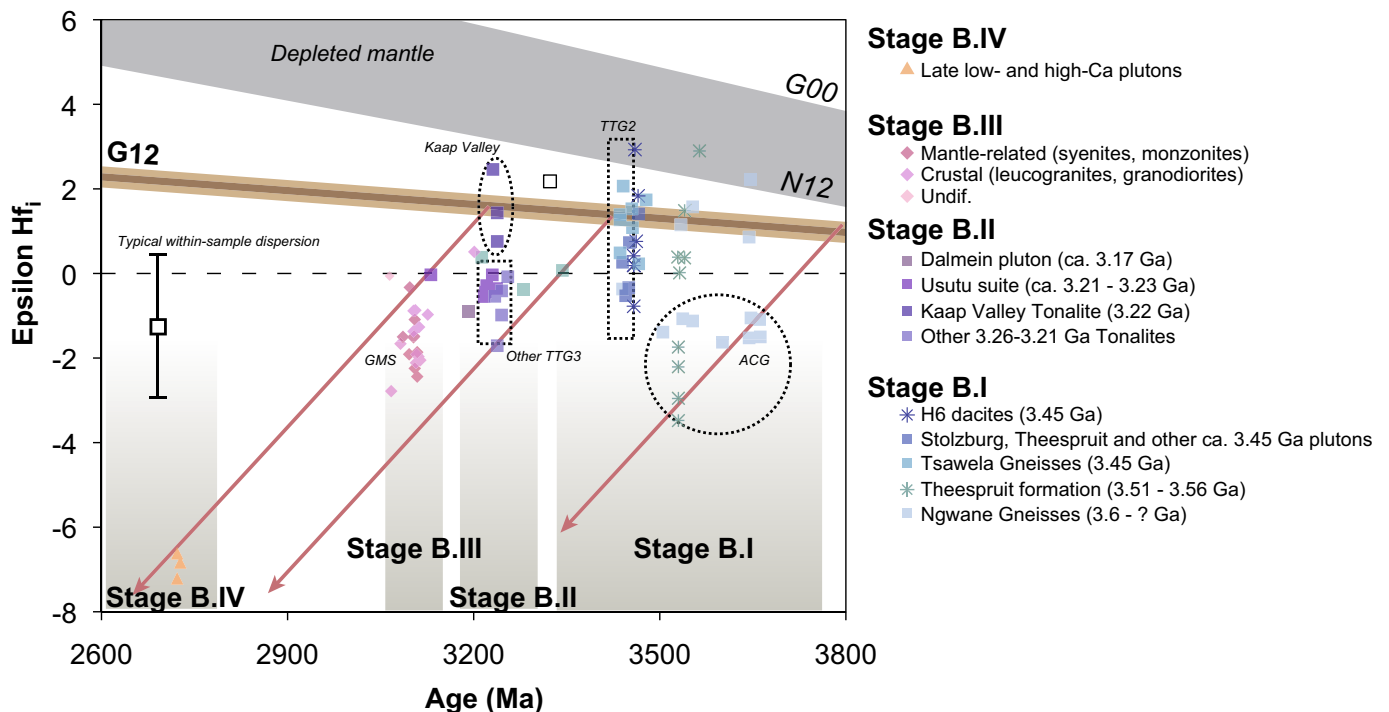 6
4
2
0
-2
-4
-6
-8
Epsilon Hfi
2600
2900
3200
3500
3800
Age (Ma)
Depleted mantle
G00
N12
G12
Kaap Valley
TTG2
Typical within-sample dispersion
GMS
Other TTG3
ACG
Stage B.III
Stage B.I
Stage B.IV
Stage B.II
Stage B.IV
Late low- and high-Ca plutons
Stage B.III
Mantle-related (syenites, monzonites)
Crustal (leucogranites, granodiorites)
Undif.
Stage B.II
Dalmein pluton (ca. 3.17 Ga)
Usutu suite (ca. 3.21 - 3.23 Ga)
Kaap Valley Tonalite (3.22 Ga)
Other 3.26-3.21 Ga Tonalites
Stage B.I
H6 dacites (3.45 Ga)
Stolzburg, Theespruit and other ca. 3.45 Ga plutons
Tsawela Gneisses (3.45 Ga)
Theespruit formation (3.51 - 3.56 Ga)
Ngwane Gneisses (3.6 - ? Ga)